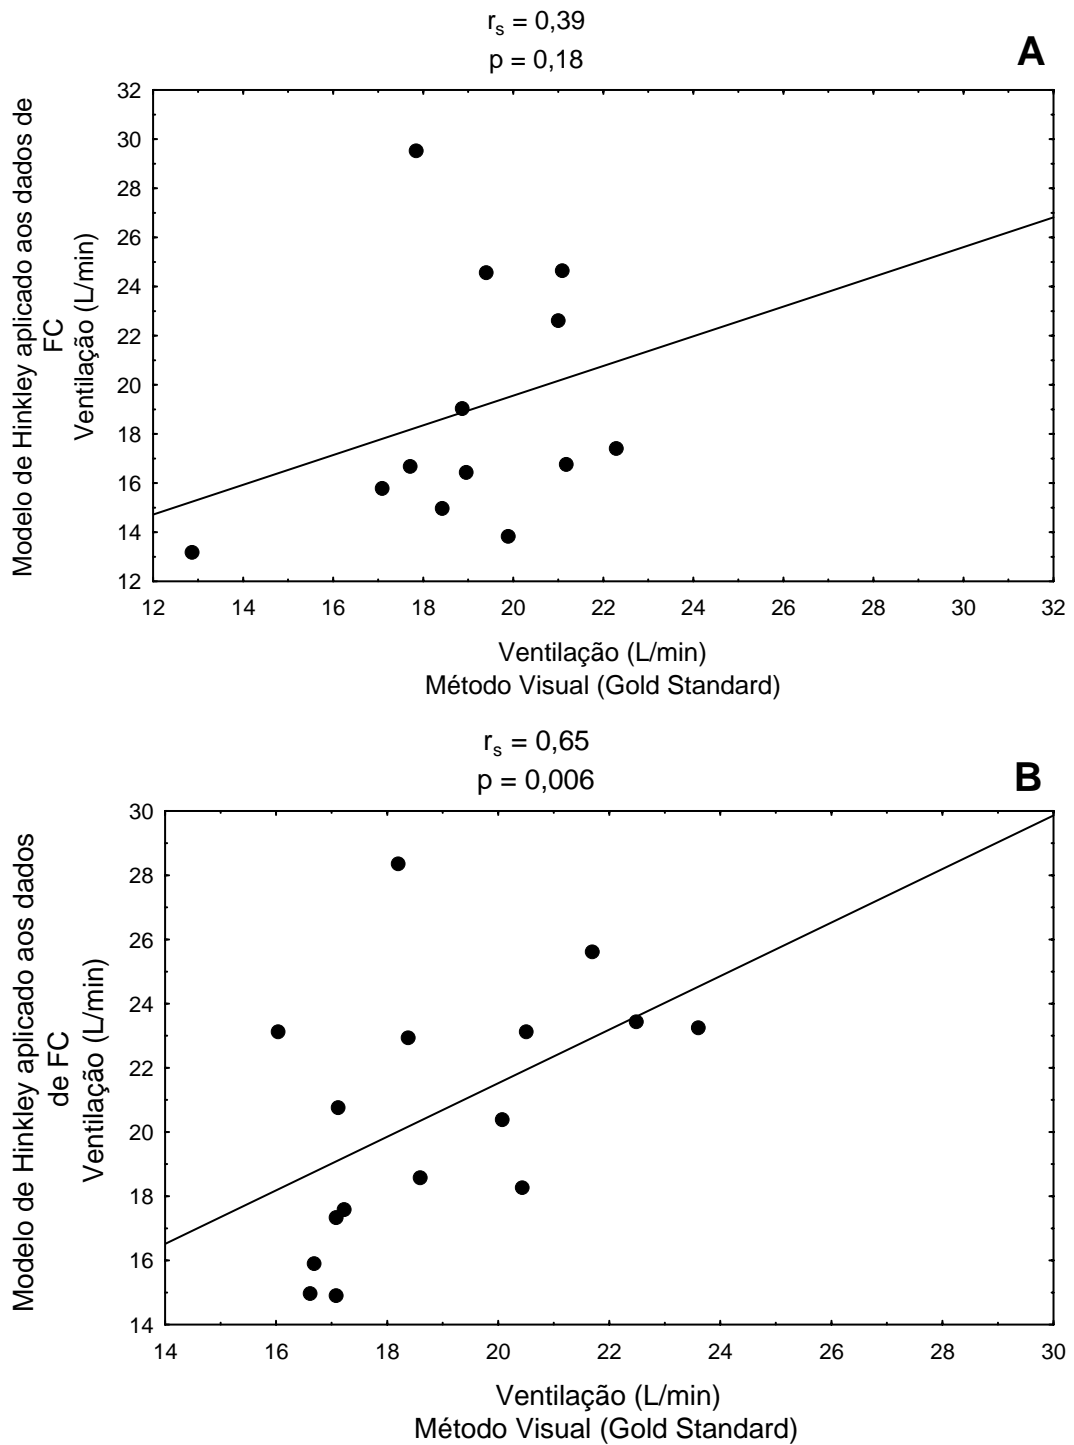 r_s = 0,39
p = 0,18
A
Modelo de Hinkley aplicado aos dados de
FC
Ventilação (L/min)
32
30
28
26
24
22
20
18
16
14
12
12 14 16 18 20 22 24 26 28 30 32
Ventilação (L/min)
Método Visual (Gold Standard)
r_s = 0,65
p = 0,006
B
Modelo de Hinkley aplicado aos dados
de FC
Ventilação (L/min)
30
28
26
24
22
20
18
16
14
14 16 18 20 22 24 26 28 30
Ventilação (L/min)
Método Visual (Gold Standard)